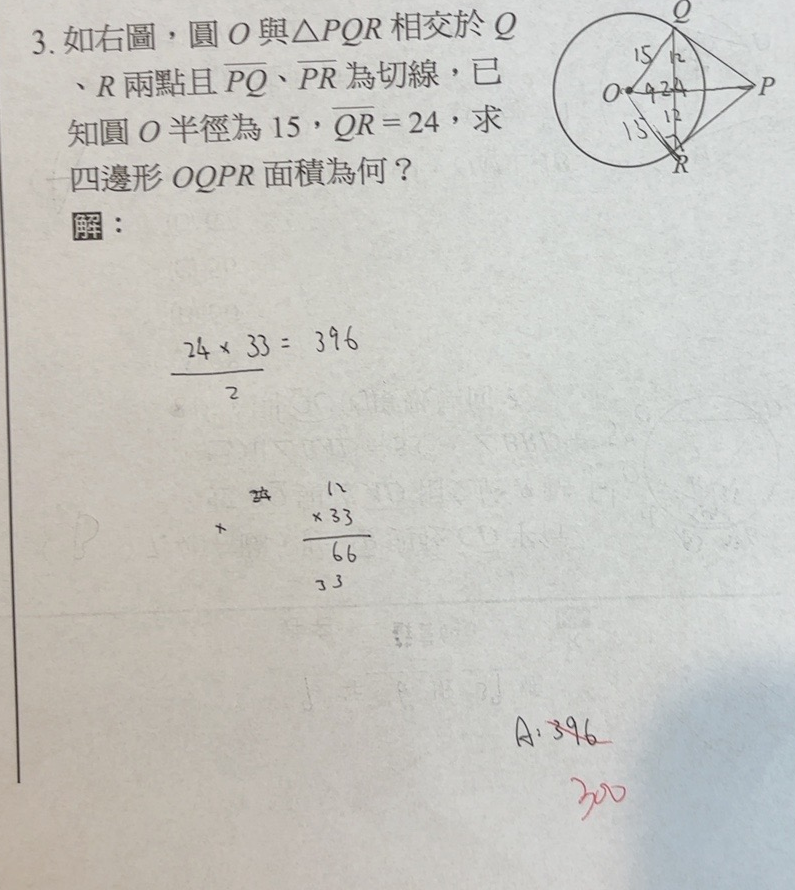 3. 如右圖，圓 O 與△PQR 相交於 Q
、R 兩點且 PQ、PR 為切線，已
知圓 O 半徑為 15，QR = 24，求
四邊形 OQPR 面積為何？
Q
15 12
O 9 24 P
15 12
R
解：
24 × 33 = 396
2
12
×
× 33
66
33
A: 396
300